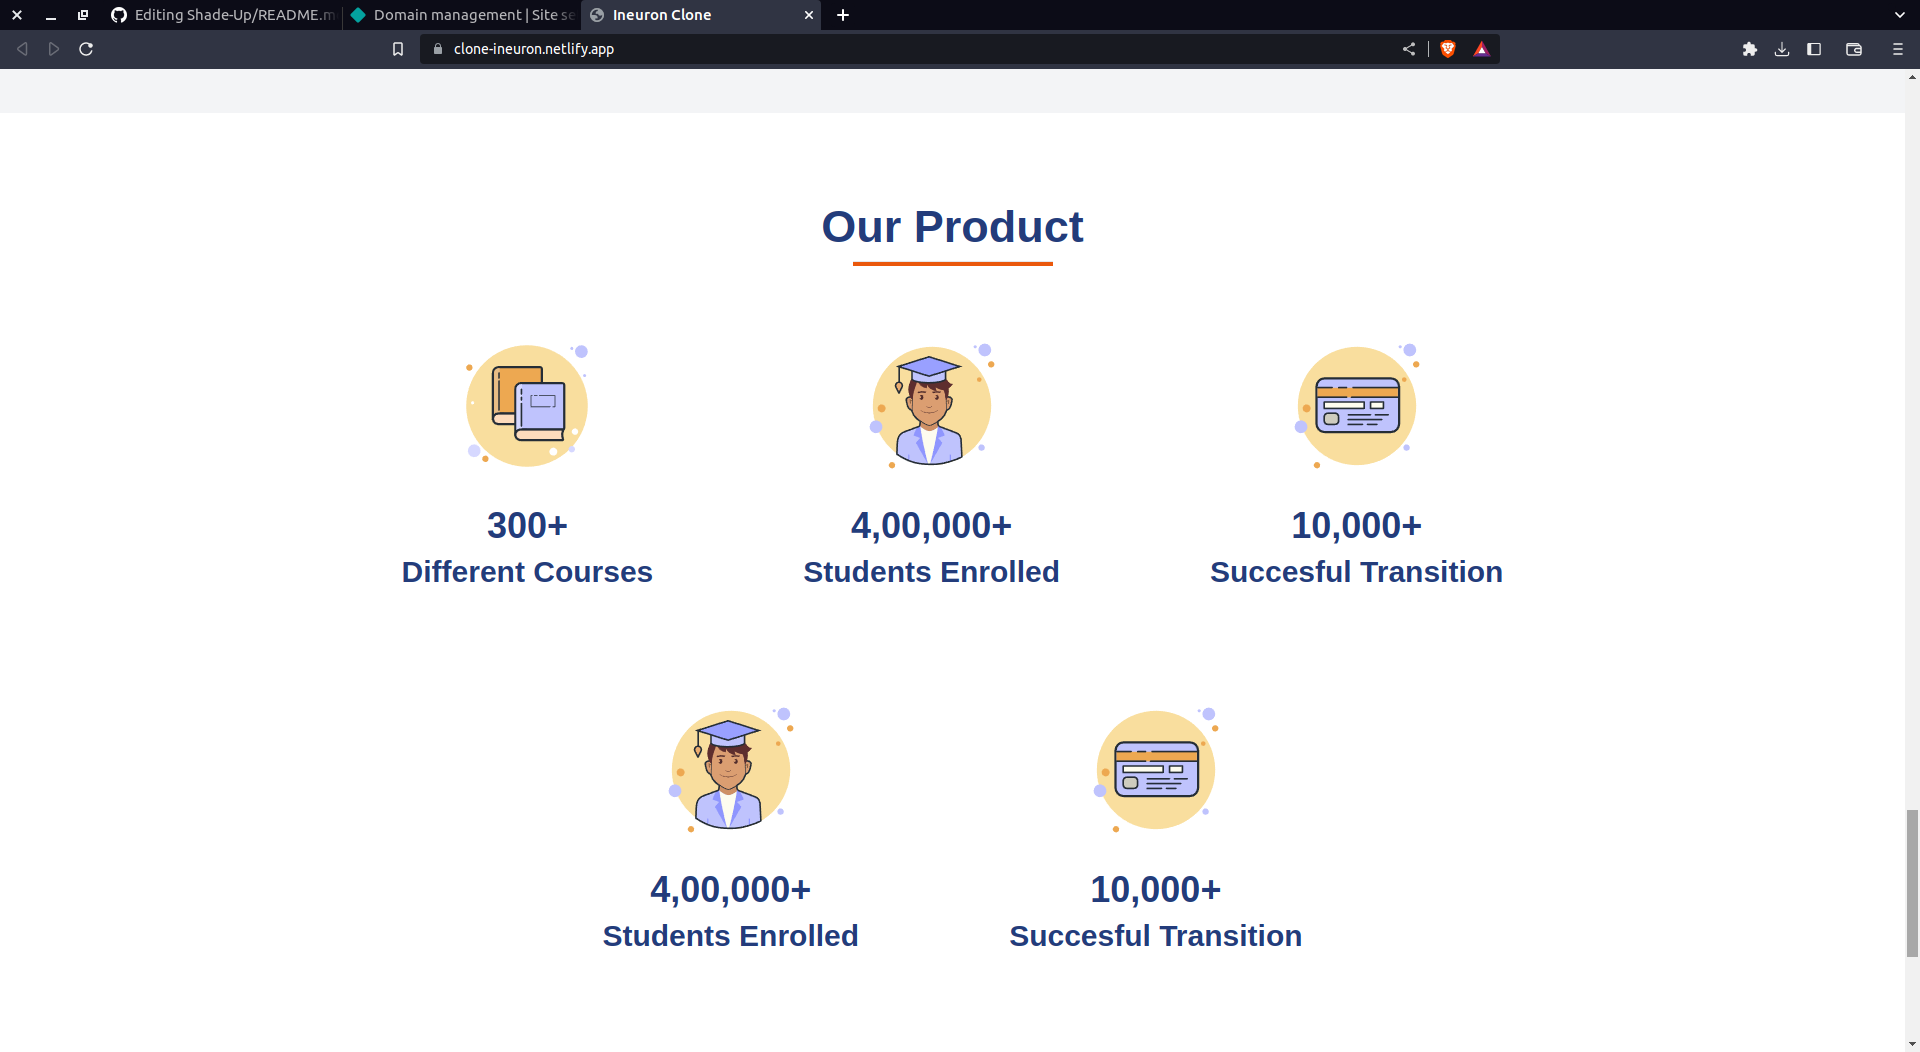 Editing Shade-Up/README.m
Domain management | Site se
Ineuron Clone
clone-ineuron.netlify.app
Our Product
300+
4,00,000+
10,000+
Different Courses
Students Enrolled
Succesful Transition
4,00,000+
10,000+
Students Enrolled
Succesful Transition